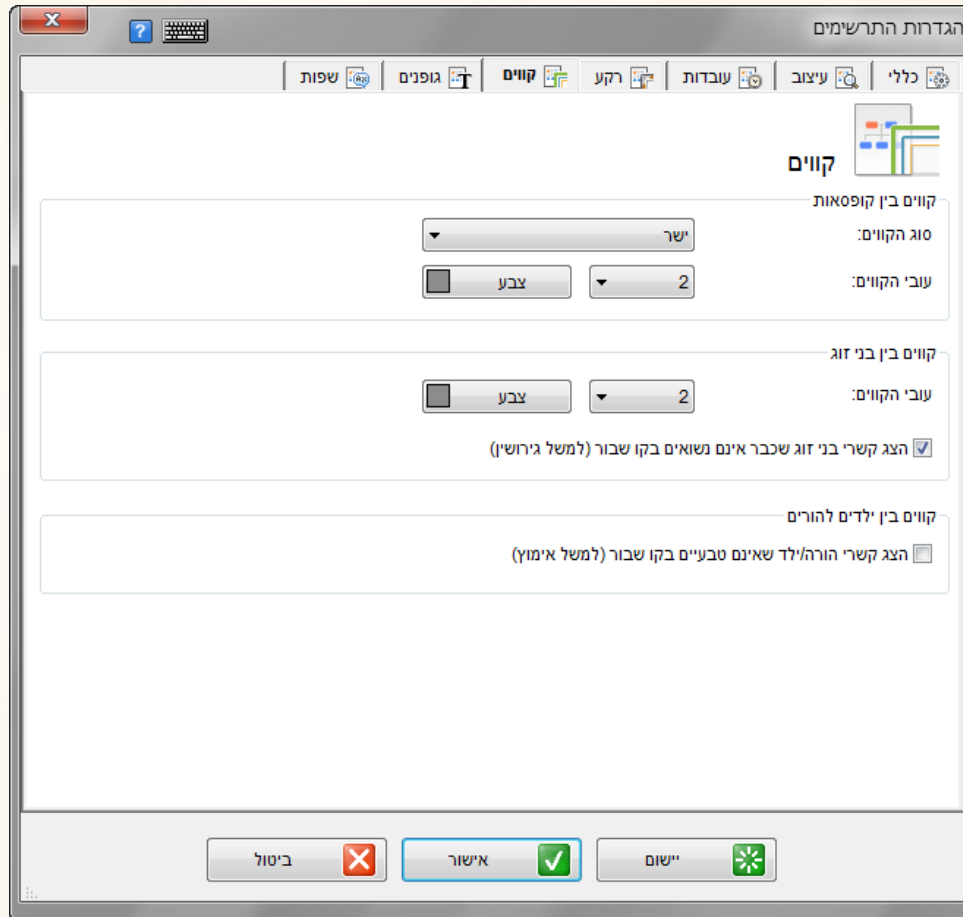 הגדרות התרשימים
כללי עיצוב עובדות רקע קווים גופנים שפות
קווים
קווים בין קופסאות
סוג הקווים: ישר
עובי הקווים: 2 צבע
קווים בין בני זוג
עובי הקווים: 2 צבע
הצג קשרי בני זוג שכבר אינם נשואים בקו שבור (למשל גירושין)
קווים בין ילדים להורים
הצג קשרי הורה/ילד שאינם טבעיים בקו שבור (למשל אימוץ)
יישום אישור ביטול